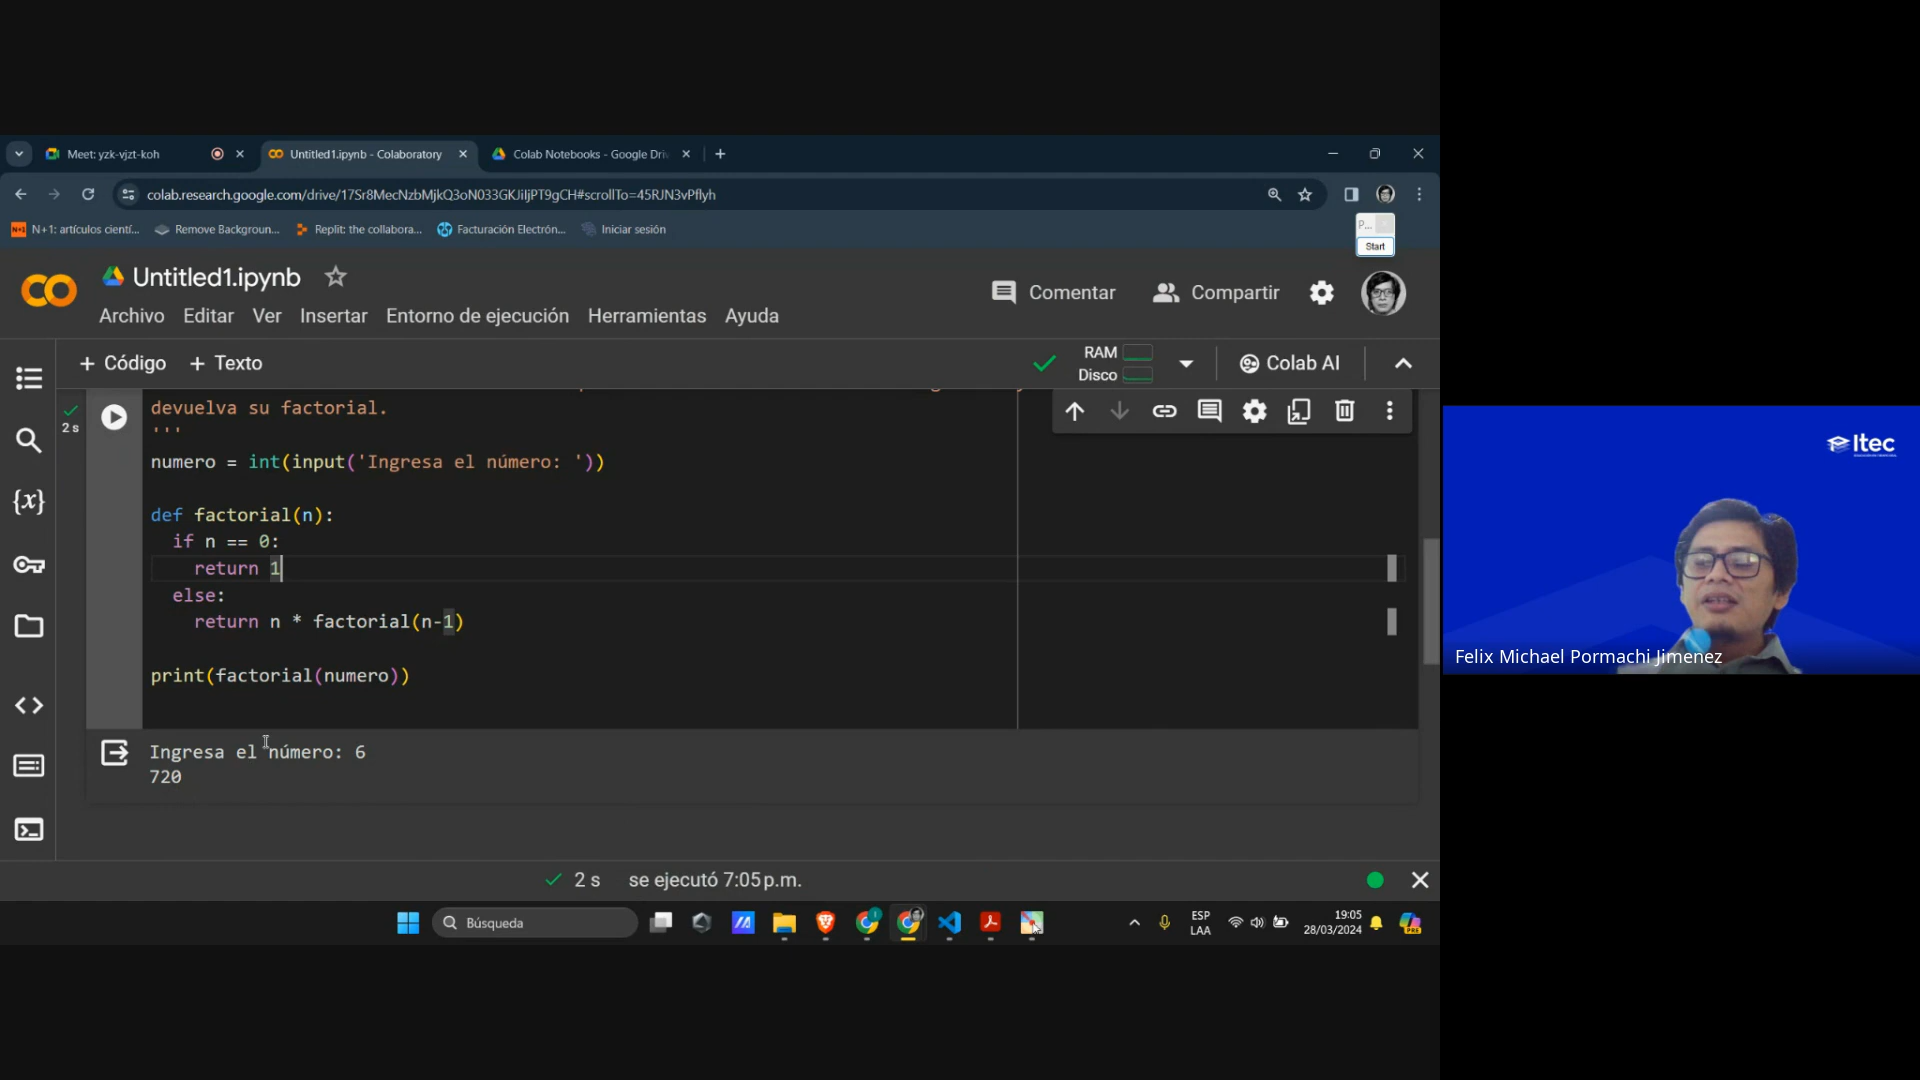 Meet: yzk-vjzt-koh
Untitled1.ipynb - Colaboratory
Colab Notebooks - Google Dri
colab.research.google.com/drive/17Sr8MecNzbMjkQ3oN033GKJiIjPT9gCH#scrollTo=45RJN3vPflyh
N+1: artículos cientí...
Remove Backgroun...
Replit: the collabora...
Facturación Electrón...
Iniciar sesión
P...
Start
Untitled1.ipynb
Comentar
Compartir
Archivo Editar Ver Insertar Entorno de ejecución Herramientas Ayuda
+ Código + Texto
RAM
Disco
Colab AI
2 s
devuelva su factorial.
'''
numero = int(input('Ingresa el número: '))
def factorial(n):
if n == 0:
return 1
else:
return n * factorial(n-1)
print(factorial(numero))
Ingresa el número: 6
720
2 s se ejecutó 7:05 p.m.
Búsqueda
ESP
LAA
19:05
28/03/2024
PRE
Itec
Felix Michael Pormachi Jimenez